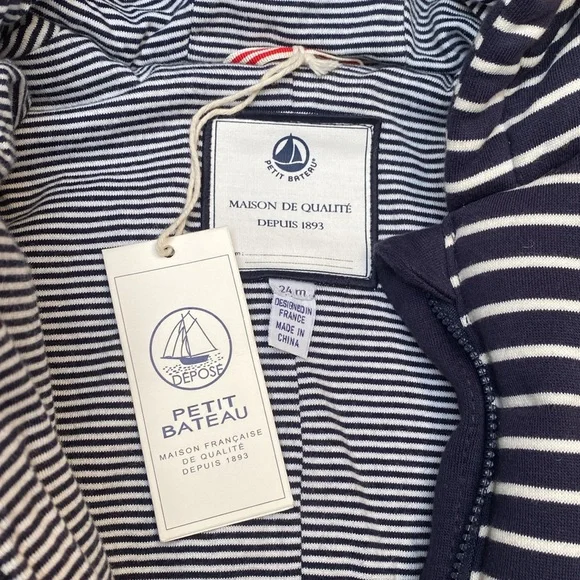 PETIT BATEAU®
MAISON DE QUALITÉ
DEPUIS 1893
24 m
DESIGNED IN
FRANCE
MADE IN
CHINA
DÉPOSÉ
PETIT
BATEAU
MAISON FRANÇAISE
DE QUALITÉ
DEPUIS 1893